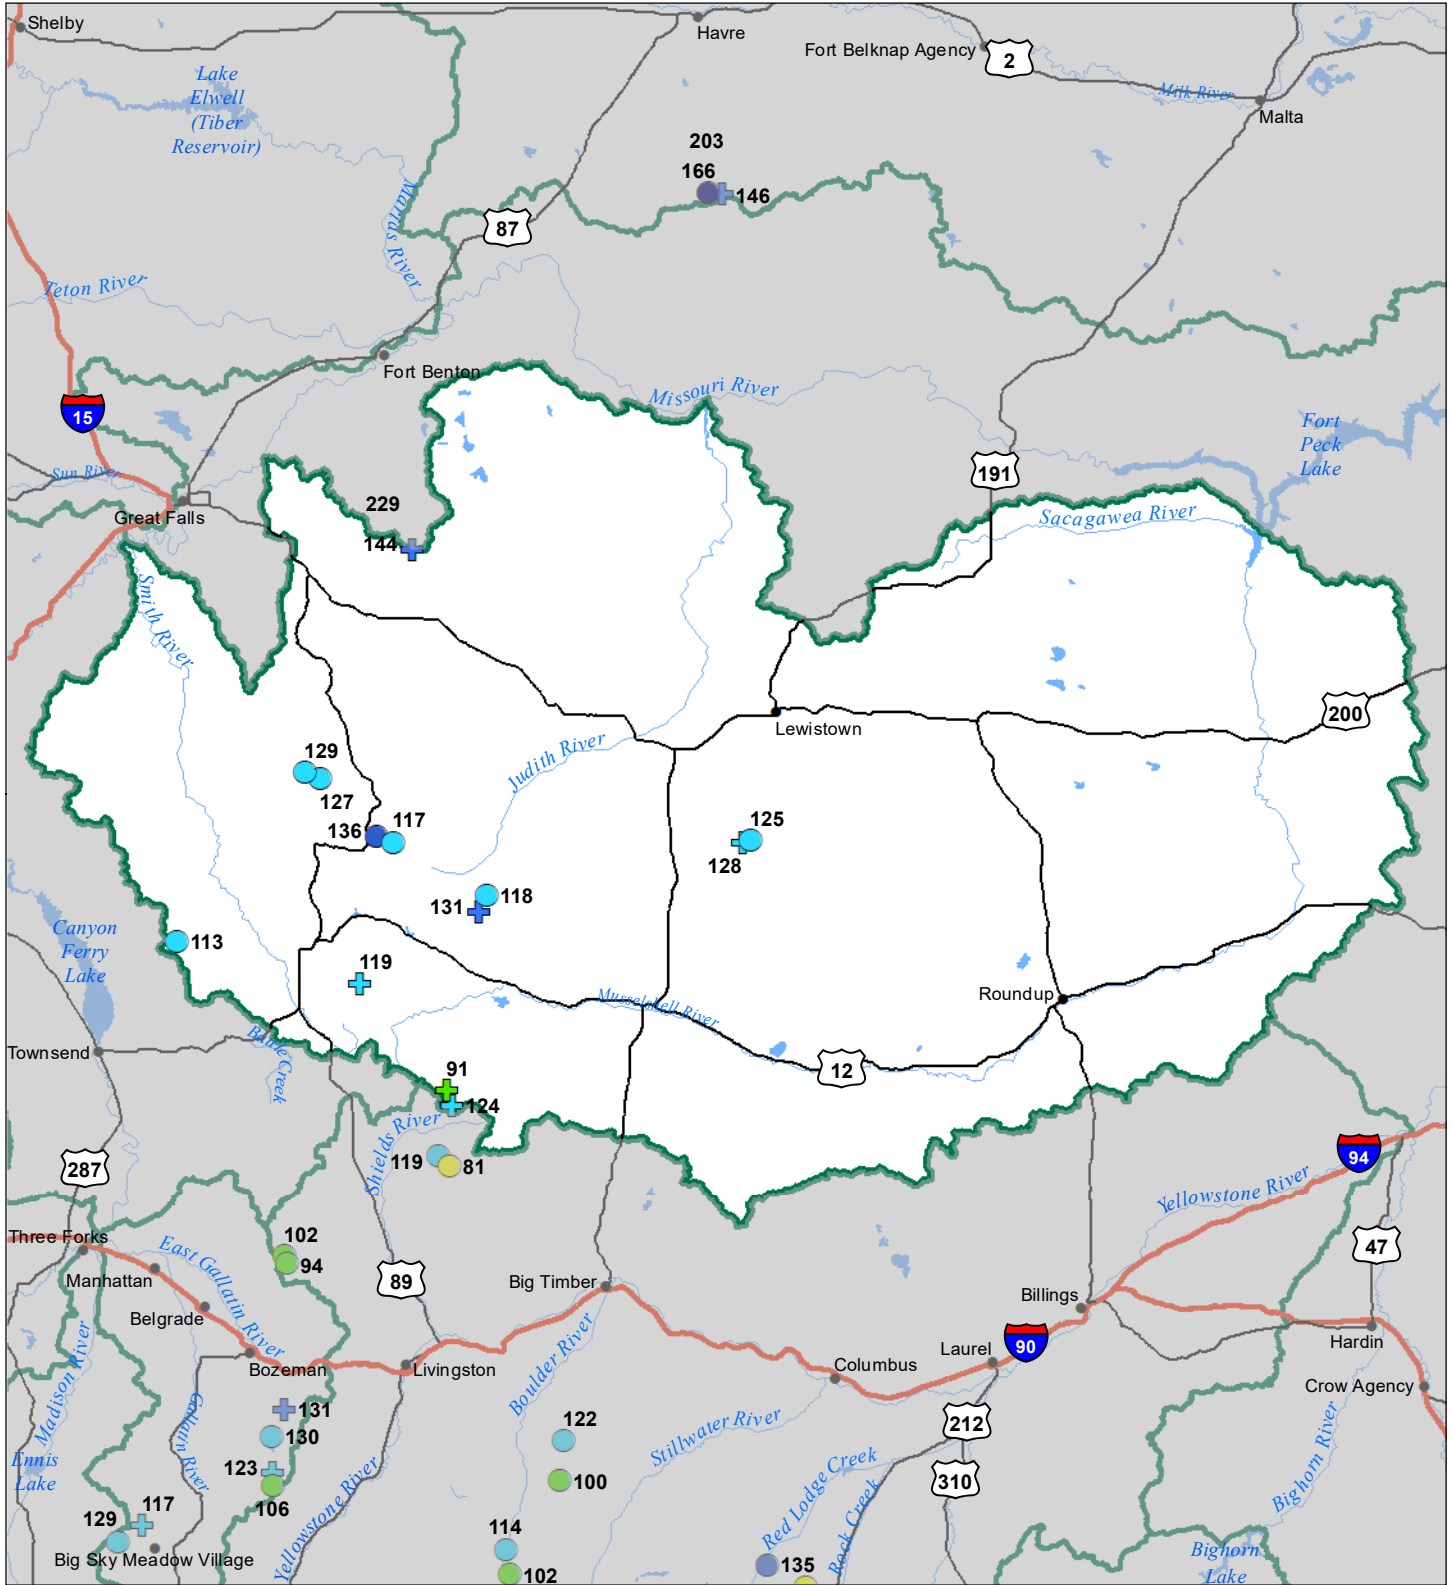 Shelby
Havre
Fort Belknap Agency
2
Lake
Elwell
(Tiber
Reservoir)
Milk River
Malta
203
166
146
Marias River
87
Teton River
Fort Benton
Missouri River
15
Fort
Peck
Lake
191
Sun River
229
Great Falls
Sacagawea River
144
Smith River
200
Lewistown
Judith River
129
127
136
117
125
128
118
131
113
Canyon
Ferry
Lake
119
Musselshell River
Roundup
Townsend
Battle Creek
12
91
124
Shields River
119
81
287
94
Yellowstone River
Three Forks
102
94
East Gallatin River
47
Manhattan
89
Big Timber
Billings
Belgrade
Madison River
Boulder River
90
Hardin
Bozeman
Livingston
Columbus
Laurel
Crow Agency
Gallatin River
131
130
122
Stillwater River
212
Ennis
Lake
123
106
Yellowstone River
100
Red Lodge Creek
Rock Creek
310
Bighorn River
129
117
114
Big Sky Meadow Village
102
135
Bighorn
Lake